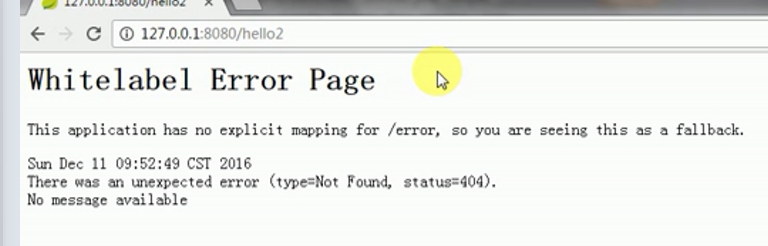 127.0.0.1:8080/hello2
127.0.0.1:8080/hello2
Whitelabel Error Page
This application has no explicit mapping for /error, so you are seeing this as a fallback.
Sun Dec 11 09:52:49 CST 2016
There was an unexpected error (type=Not Found, status=404).
No message available